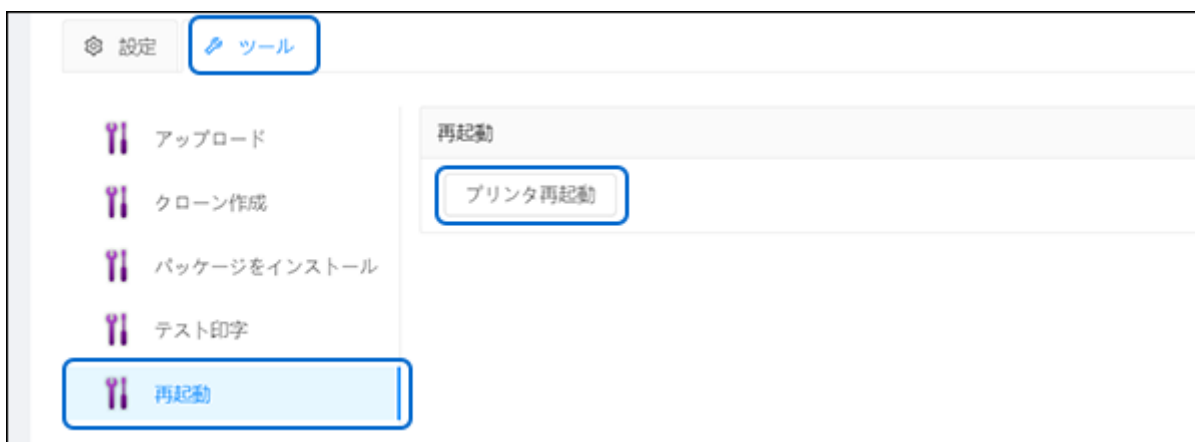 設定
ツール
アップロード
クローン作成
パッケージをインストール
テスト印字
再起動
再起動
プリンタ再起動